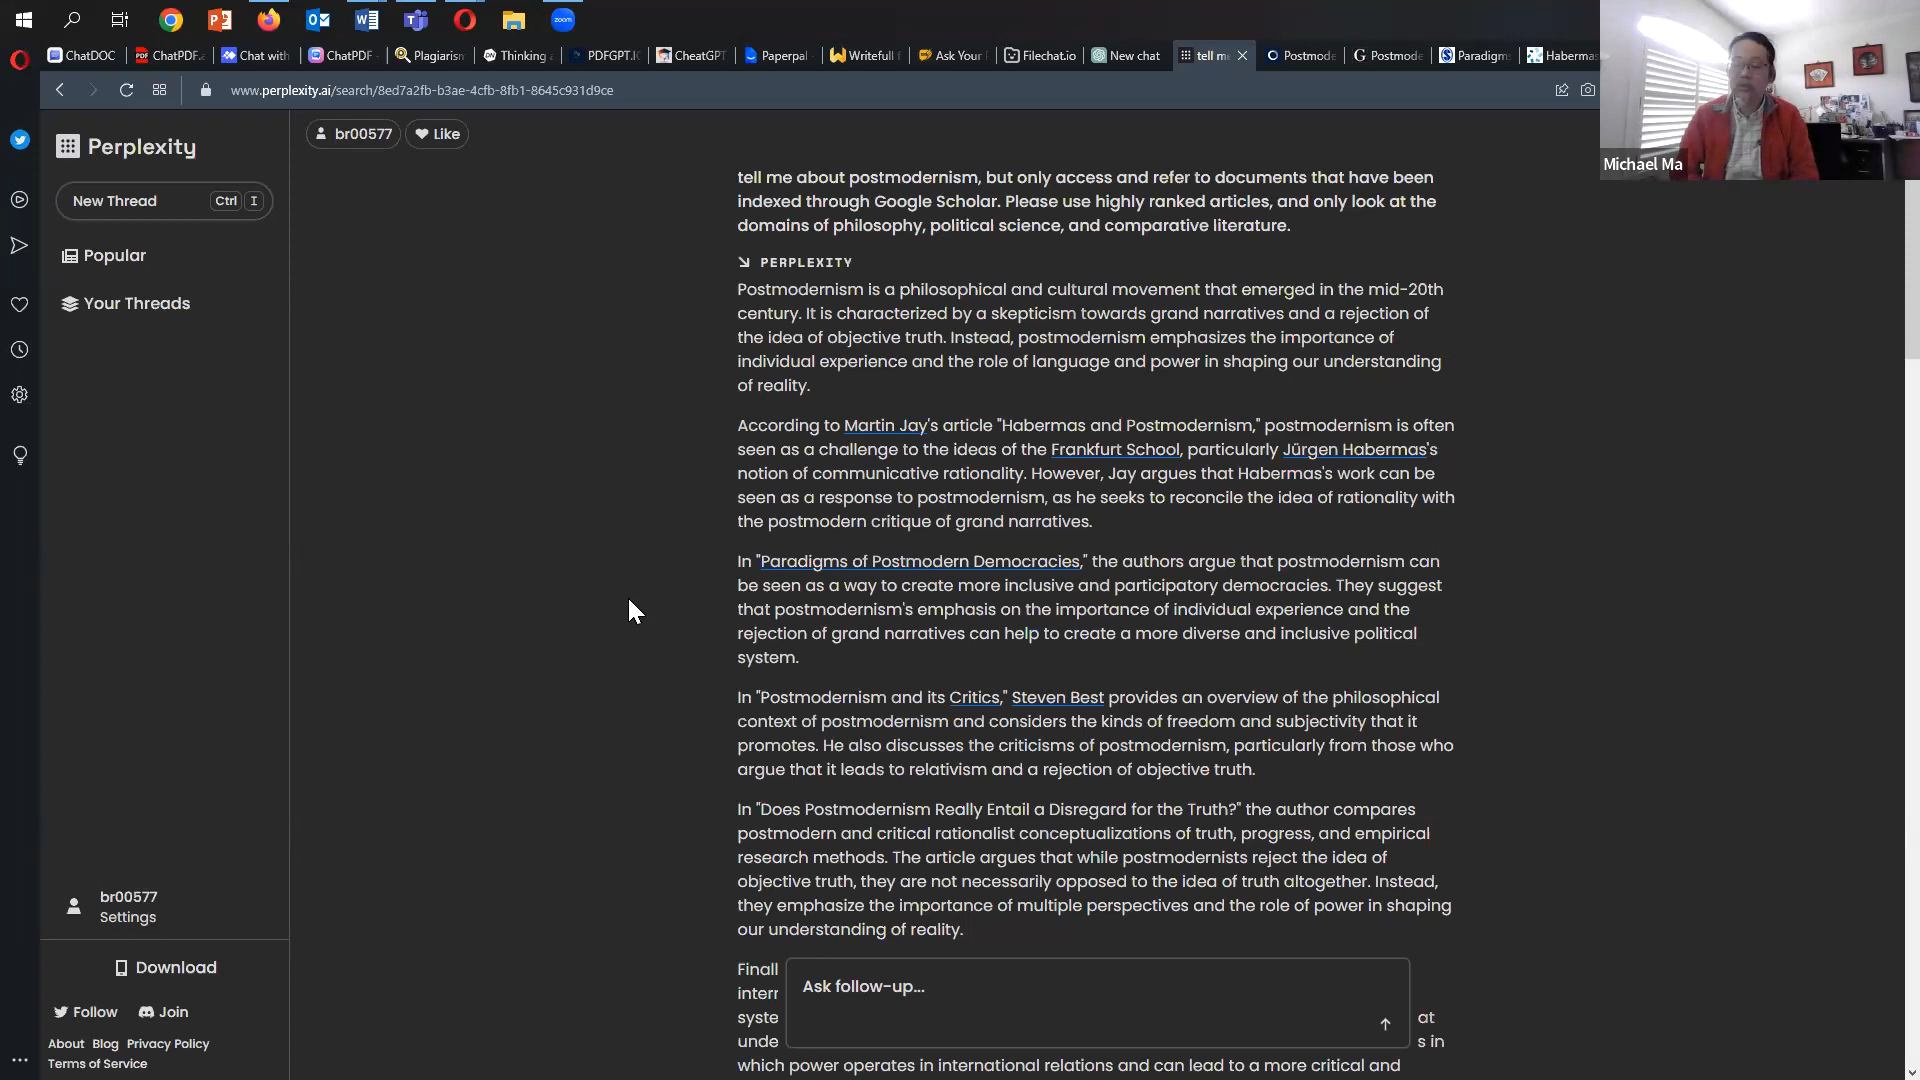 ChatDOC
ChatPDF.
Chat with
ChatPDF
Plagiarism
Thinking
PDFGPT.IO
CheatGPT
Paperpal
Writefull
Ask Your
Filechat.io
New chat
tell me
Postmode
Postmode
Paradigm
Habermas
www.perplexity.ai/search/8ed7a2fb-b3ae-4cfb-8fb1-8645c931d9ce
Michael Ma
Perplexity
New Thread Ctrl I
Popular
Your Threads
br00577 Like
tell me about postmodernism, but only access and refer to documents that have been
indexed through Google Scholar. Please use highly ranked articles, and only look at the
domains of philosophy, political science, and comparative literature.
PERPLEXITY
Postmodernism is a philosophical and cultural movement that emerged in the mid-20th
century. It is characterized by a skepticism towards grand narratives and a rejection of
the idea of objective truth. Instead, postmodernism emphasizes the importance of
individual experience and the role of language and power in shaping our understanding
of reality.
According to Martin Jay's article "Habermas and Postmodernism," postmodernism is often
seen as a challenge to the ideas of the Frankfurt School, particularly Jürgen Habermas's
notion of communicative rationality. However, Jay argues that Habermas's work can be
seen as a response to postmodernism, as he seeks to reconcile the idea of rationality with
the postmodern critique of grand narratives.
In "Paradigms of Postmodern Democracies," the authors argue that postmodernism can
be seen as a way to create more inclusive and participatory democracies. They suggest
that postmodernism's emphasis on the importance of individual experience and the
rejection of grand narratives can help to create a more diverse and inclusive political
system.
In "Postmodernism and its Critics," Steven Best provides an overview of the philosophical
context of postmodernism and considers the kinds of freedom and subjectivity that it
promotes. He also discusses the criticisms of postmodernism, particularly from those who
argue that it leads to relativism and a rejection of objective truth.
In "Does Postmodernism Really Entail a Disregard for the Truth?" the author compares
postmodern and critical rationalist conceptualizations of truth, progress, and empirical
research methods. The article argues that while postmodernists reject the idea of
objective truth, they are not necessarily opposed to the idea of truth altogether. Instead,
they emphasize the importance of multiple perspectives and the role of power in shaping
our understanding of reality.
Finall
interr
syste at
unde s in
which power operates in international relations and can lead to a more critical and
Ask follow-up...
br00577
Settings
Download
Follow Join
About Blog Privacy Policy
Terms of Service
zoom